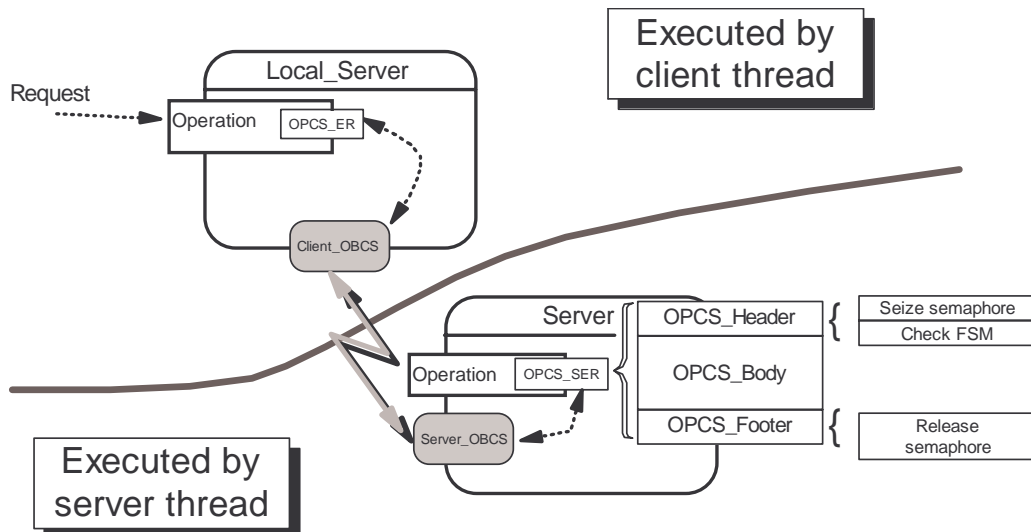 Executed by
client thread
Local_Server
Request
Operation
OPCS_ER
Client_OBCS
Server
OPCS_Header
Seize semaphore
Check FSM
Operation
OPCS_SER
OPCS_Body
Server_OBCS
OPCS_Footer
Release
semaphore
Executed by
server thread